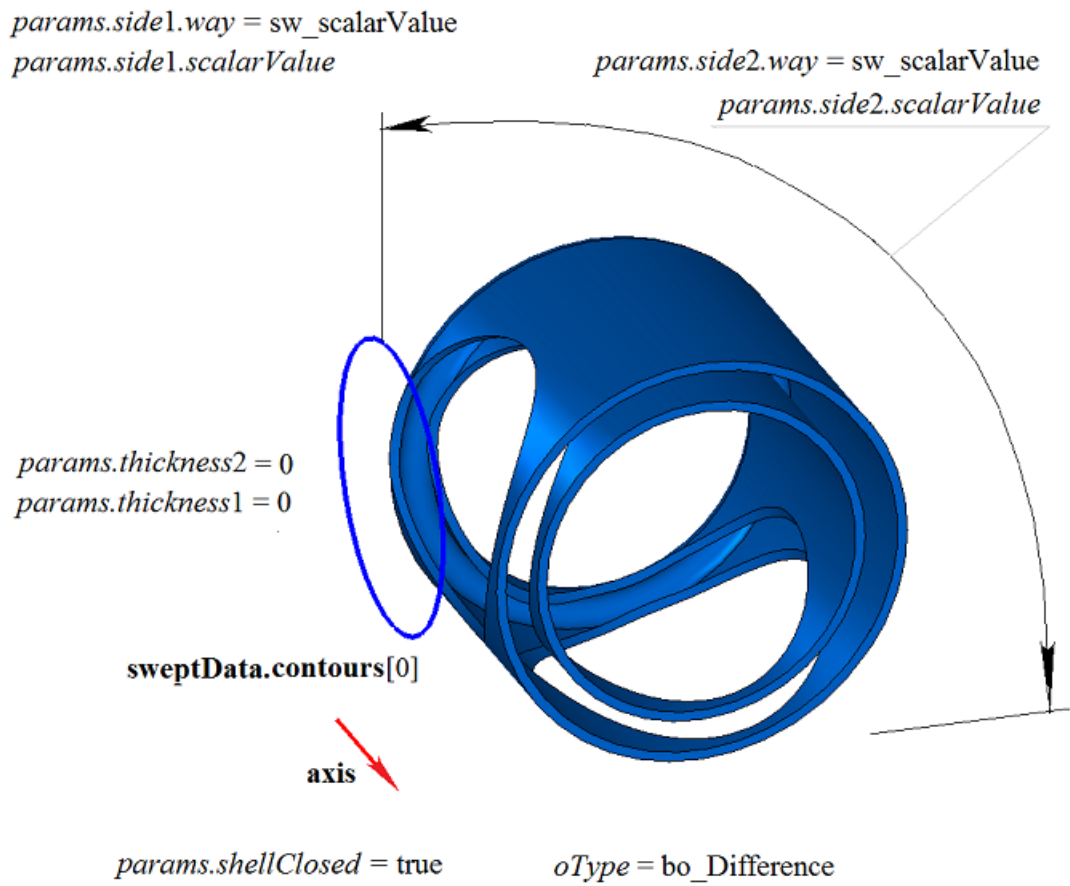 params.side1.way = sw_scalarValue
params.side1.scalarValue
params.side2.way = sw_scalarValue
params.side2.scalarValue
params.thickness2 = 0
params.thickness1 = 0
sweptData.contours[0]
axis
params.shellClosed = true
oType = bo_Difference